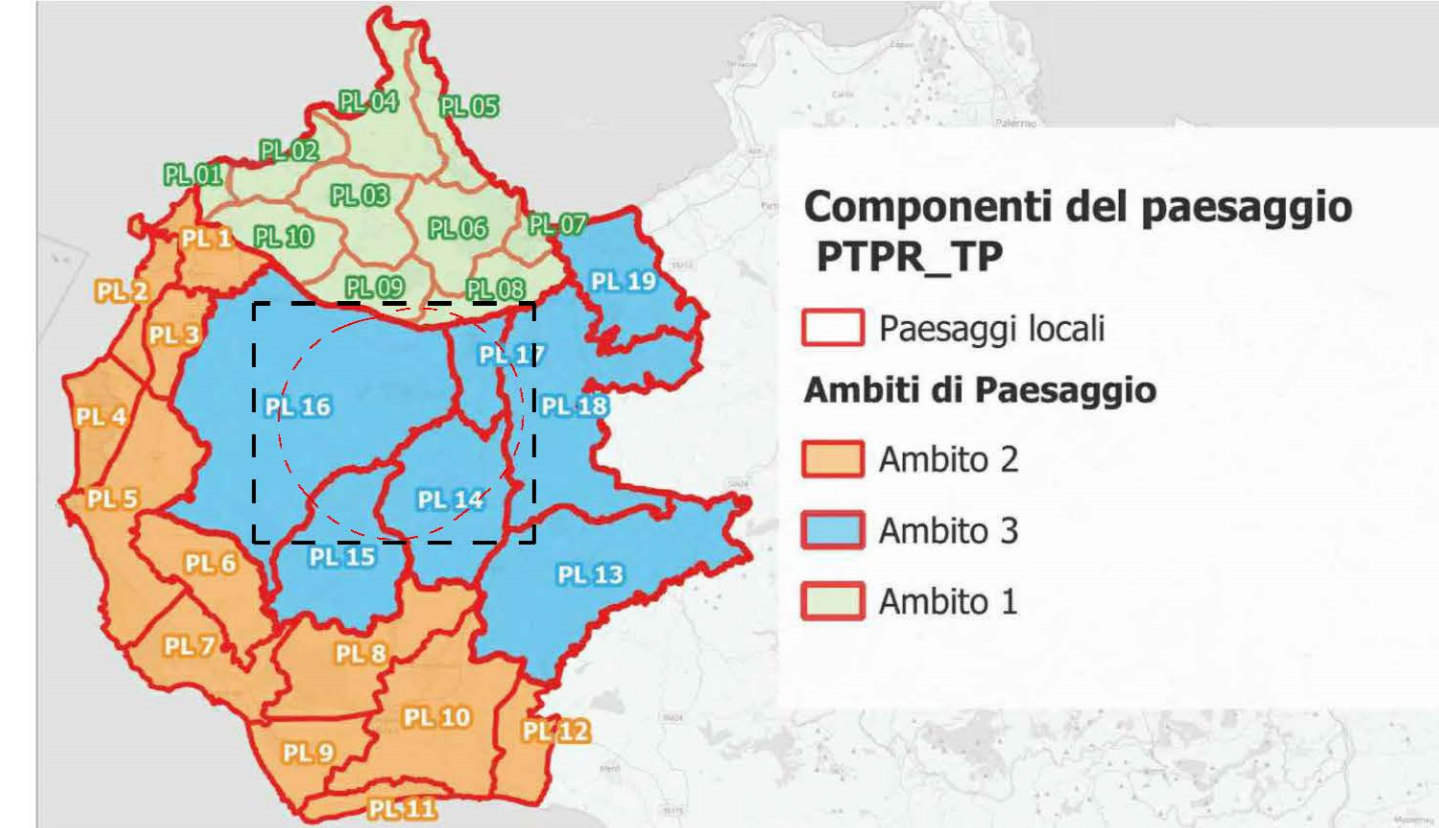 PL 04
PL 05
PL 02
PL 01
PL 03
PL 10
PL 06
PL 07
PL 1
PL 09
PL 08
PL 19
PL 2
PL 3
PL 17
PL 16
PL 18
PL 4
PL 5
PL 14
PL 6
PL 15
PL 13
PL 7
PL 8
PL 10
PL 9
PL 12
PL 11
Palermo
Componenti del paesaggio
PTPR_TP
Paesaggi locali
Ambiti di Paesaggio
Ambito 2
Ambito 3
Ambito 1